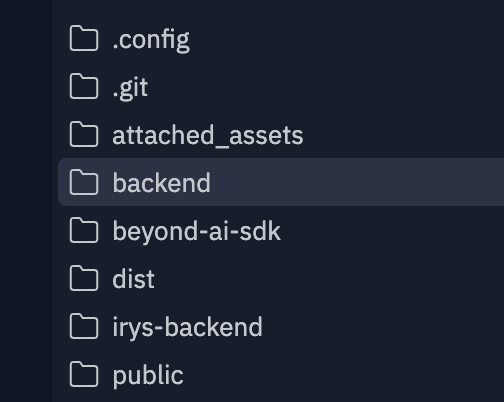 .config
.git
attached_assets
backend
beyond-ai-sdk
dist
irys-backend
public